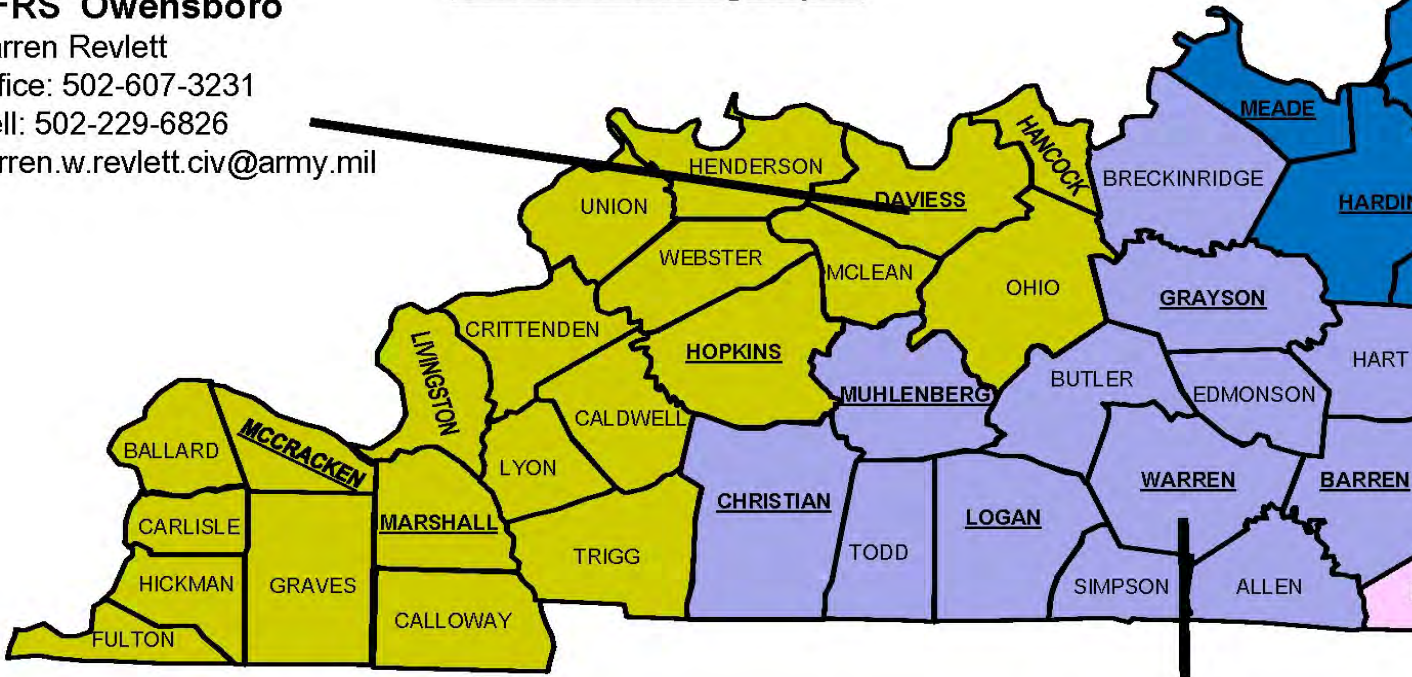 FRS Owensboro
arren Revlett
ffice: 502-607-3231
ell: 502-229-6826
rren.w.revlett.civ@army.mil
MEADE
HANCOCK
HENDERSON
BRECKINRIDGE
DAVIESS
HARDIN
UNION
WEBSTER
MCLEAN
OHIO
GRAYSON
CRITTENDEN
LIVINGSTON
HOPKINS
HART
BUTLER
MUHLENBERG
EDMONSON
CALDWELL
MCCRACKEN
BALLARD
LYON
WARREN
BARREN
CHRISTIAN
LOGAN
MARSHALL
CARLISLE
TRIGG
TODD
HICKMAN
GRAVES
SIMPSON
ALLEN
CALLOWAY
FULTON